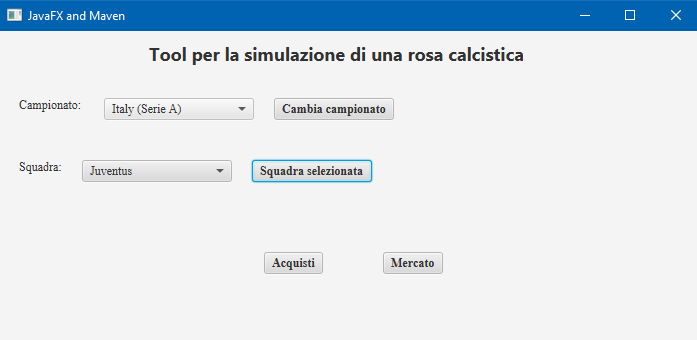 JavaFX and Maven
Tool per la simulazione di una rosa calcistica
Campionato: Italy (Serie A) Cambia campionato
Squadra: Juventus Squadra selezionata
Acquisti Mercato